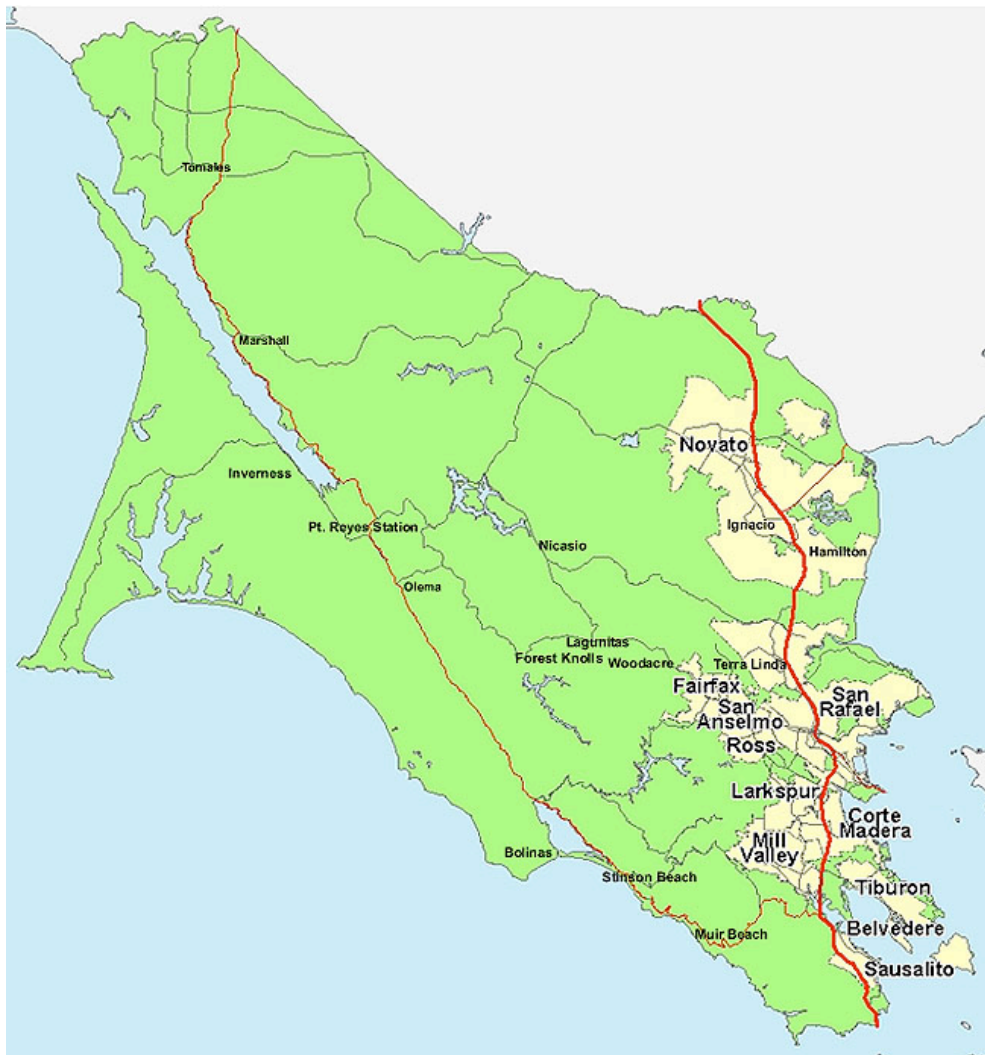 Tomales
Marshall
Novato
Inverness
Pt. Reyes Station
Ignacio
Nicasio
Hamilton
Olema
Lagunitas
Forest Knolls
Woodacre
Terra Linda
Fairfax
San
Anselmo
San
Rafael
Ross
Larkspur
Corte
Madera
Mill
Valley
Bolinas
Stinson Beach
Tiburon
Muir Beach
Belvedere
Sausalito